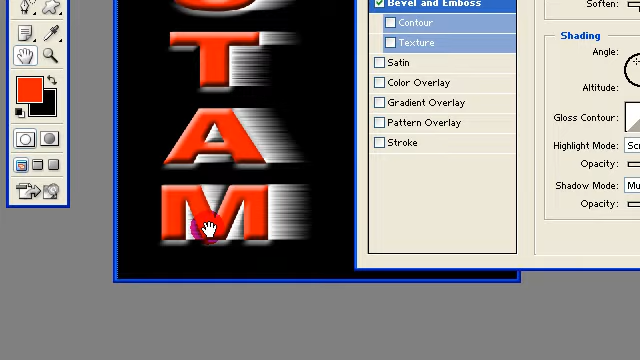 T
A
M
Bevel and Emboss
Contour
Texture
Satin
Color Overlay
Gradient Overlay
Pattern Overlay
Stroke
Soften:
Shading
Angle:
Altitude:
Gloss Contour:
Highlight Mode:
Opacity:
Shadow Mode:
Opacity: